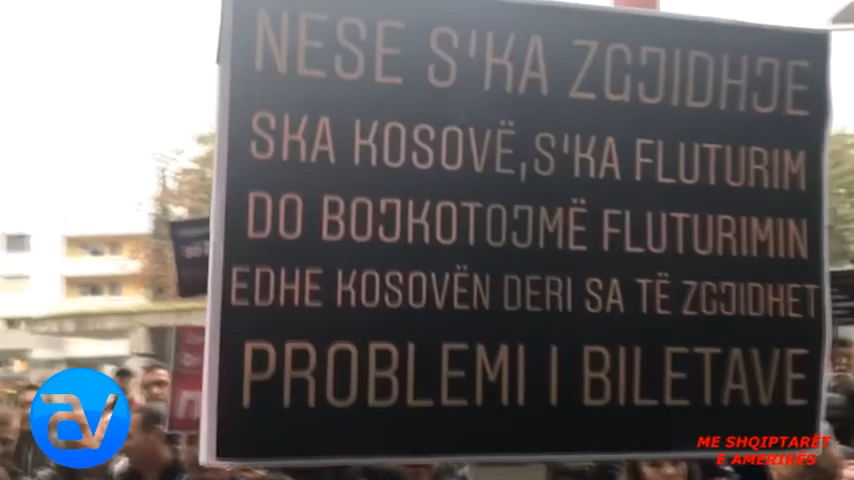 NESE S'KA ZGJIDHJE
SKA KOSOVË, S'KA FLUTURIM
DO BOJKOTOJMË FLUTURIMIN
EDHE KOSOVËN DERI SA TË ZGJIDHET
PROBLEMI I BILETAVE
av
ME SHQIPTARËT
E AMERIKËS